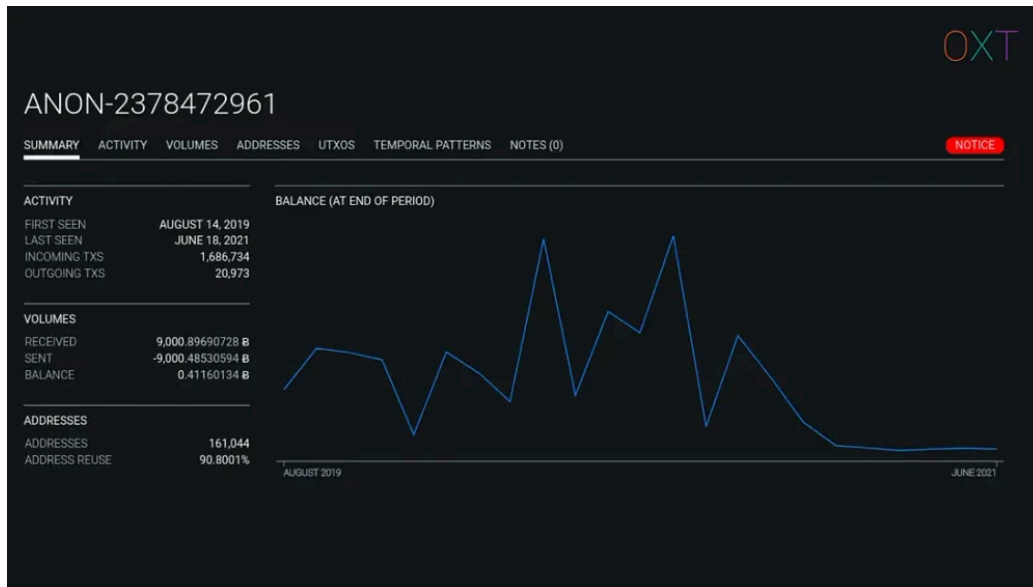 OXT
ANON-2378472961
SUMMARY ACTIVITY VOLUMES ADDRESSES UTXOS TEMPORAL PATTERNS NOTES (0) NOTICE
ACTIVITY
FIRST SEEN AUGUST 14, 2019
LAST SEEN JUNE 18, 2021
INCOMING TXS 1,686,734
OUTGOING TXS 20,973
VOLUMES
RECEIVED 9,000.89690728 Ƀ
SENT -9,000.48530594 Ƀ
BALANCE 0.41160134 Ƀ
ADDRESSES
ADDRESSES 161,044
ADDRESS REUSE 90.8001%
BALANCE (AT END OF PERIOD)
AUGUST 2019 JUNE 2021